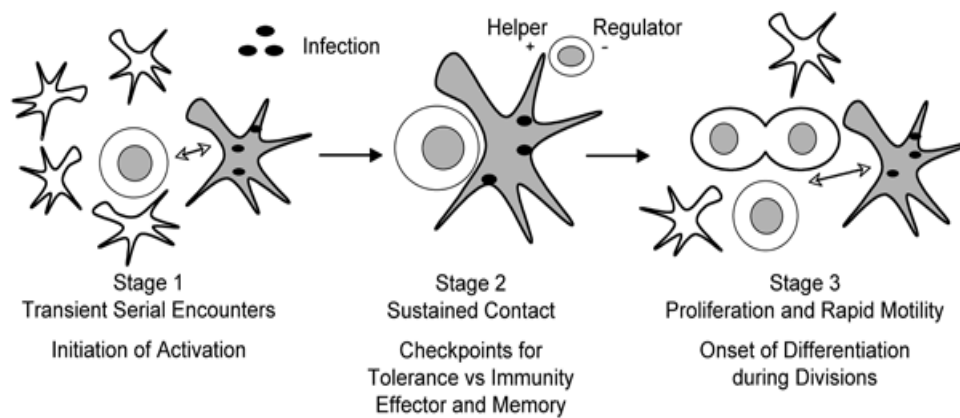 Infection
Helper Regulator
+ -
Stage 1
Transient Serial Encounters
Initiation of Activation
Stage 2
Sustained Contact
Checkpoints for
Tolerance vs Immunity
Effector and Memory
Stage 3
Proliferation and Rapid Motility
Onset of Differentiation
during Divisions